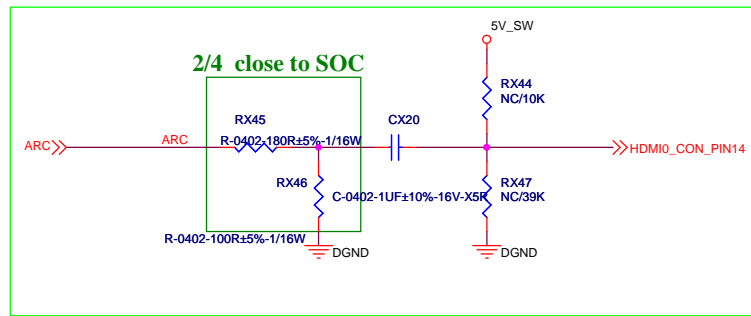 5V_SW
2/4 close to SOC
RX44
NC/10K
RX45
CX20
ARC
ARC
R-0402-180R±5%-1/16W
HDMI0_CON_PIN14
RX46
RX47
C-0402-1UF±10%-16V-X5R
NC/39K
R-0402-100R±5%-1/16W
DGND
DGND